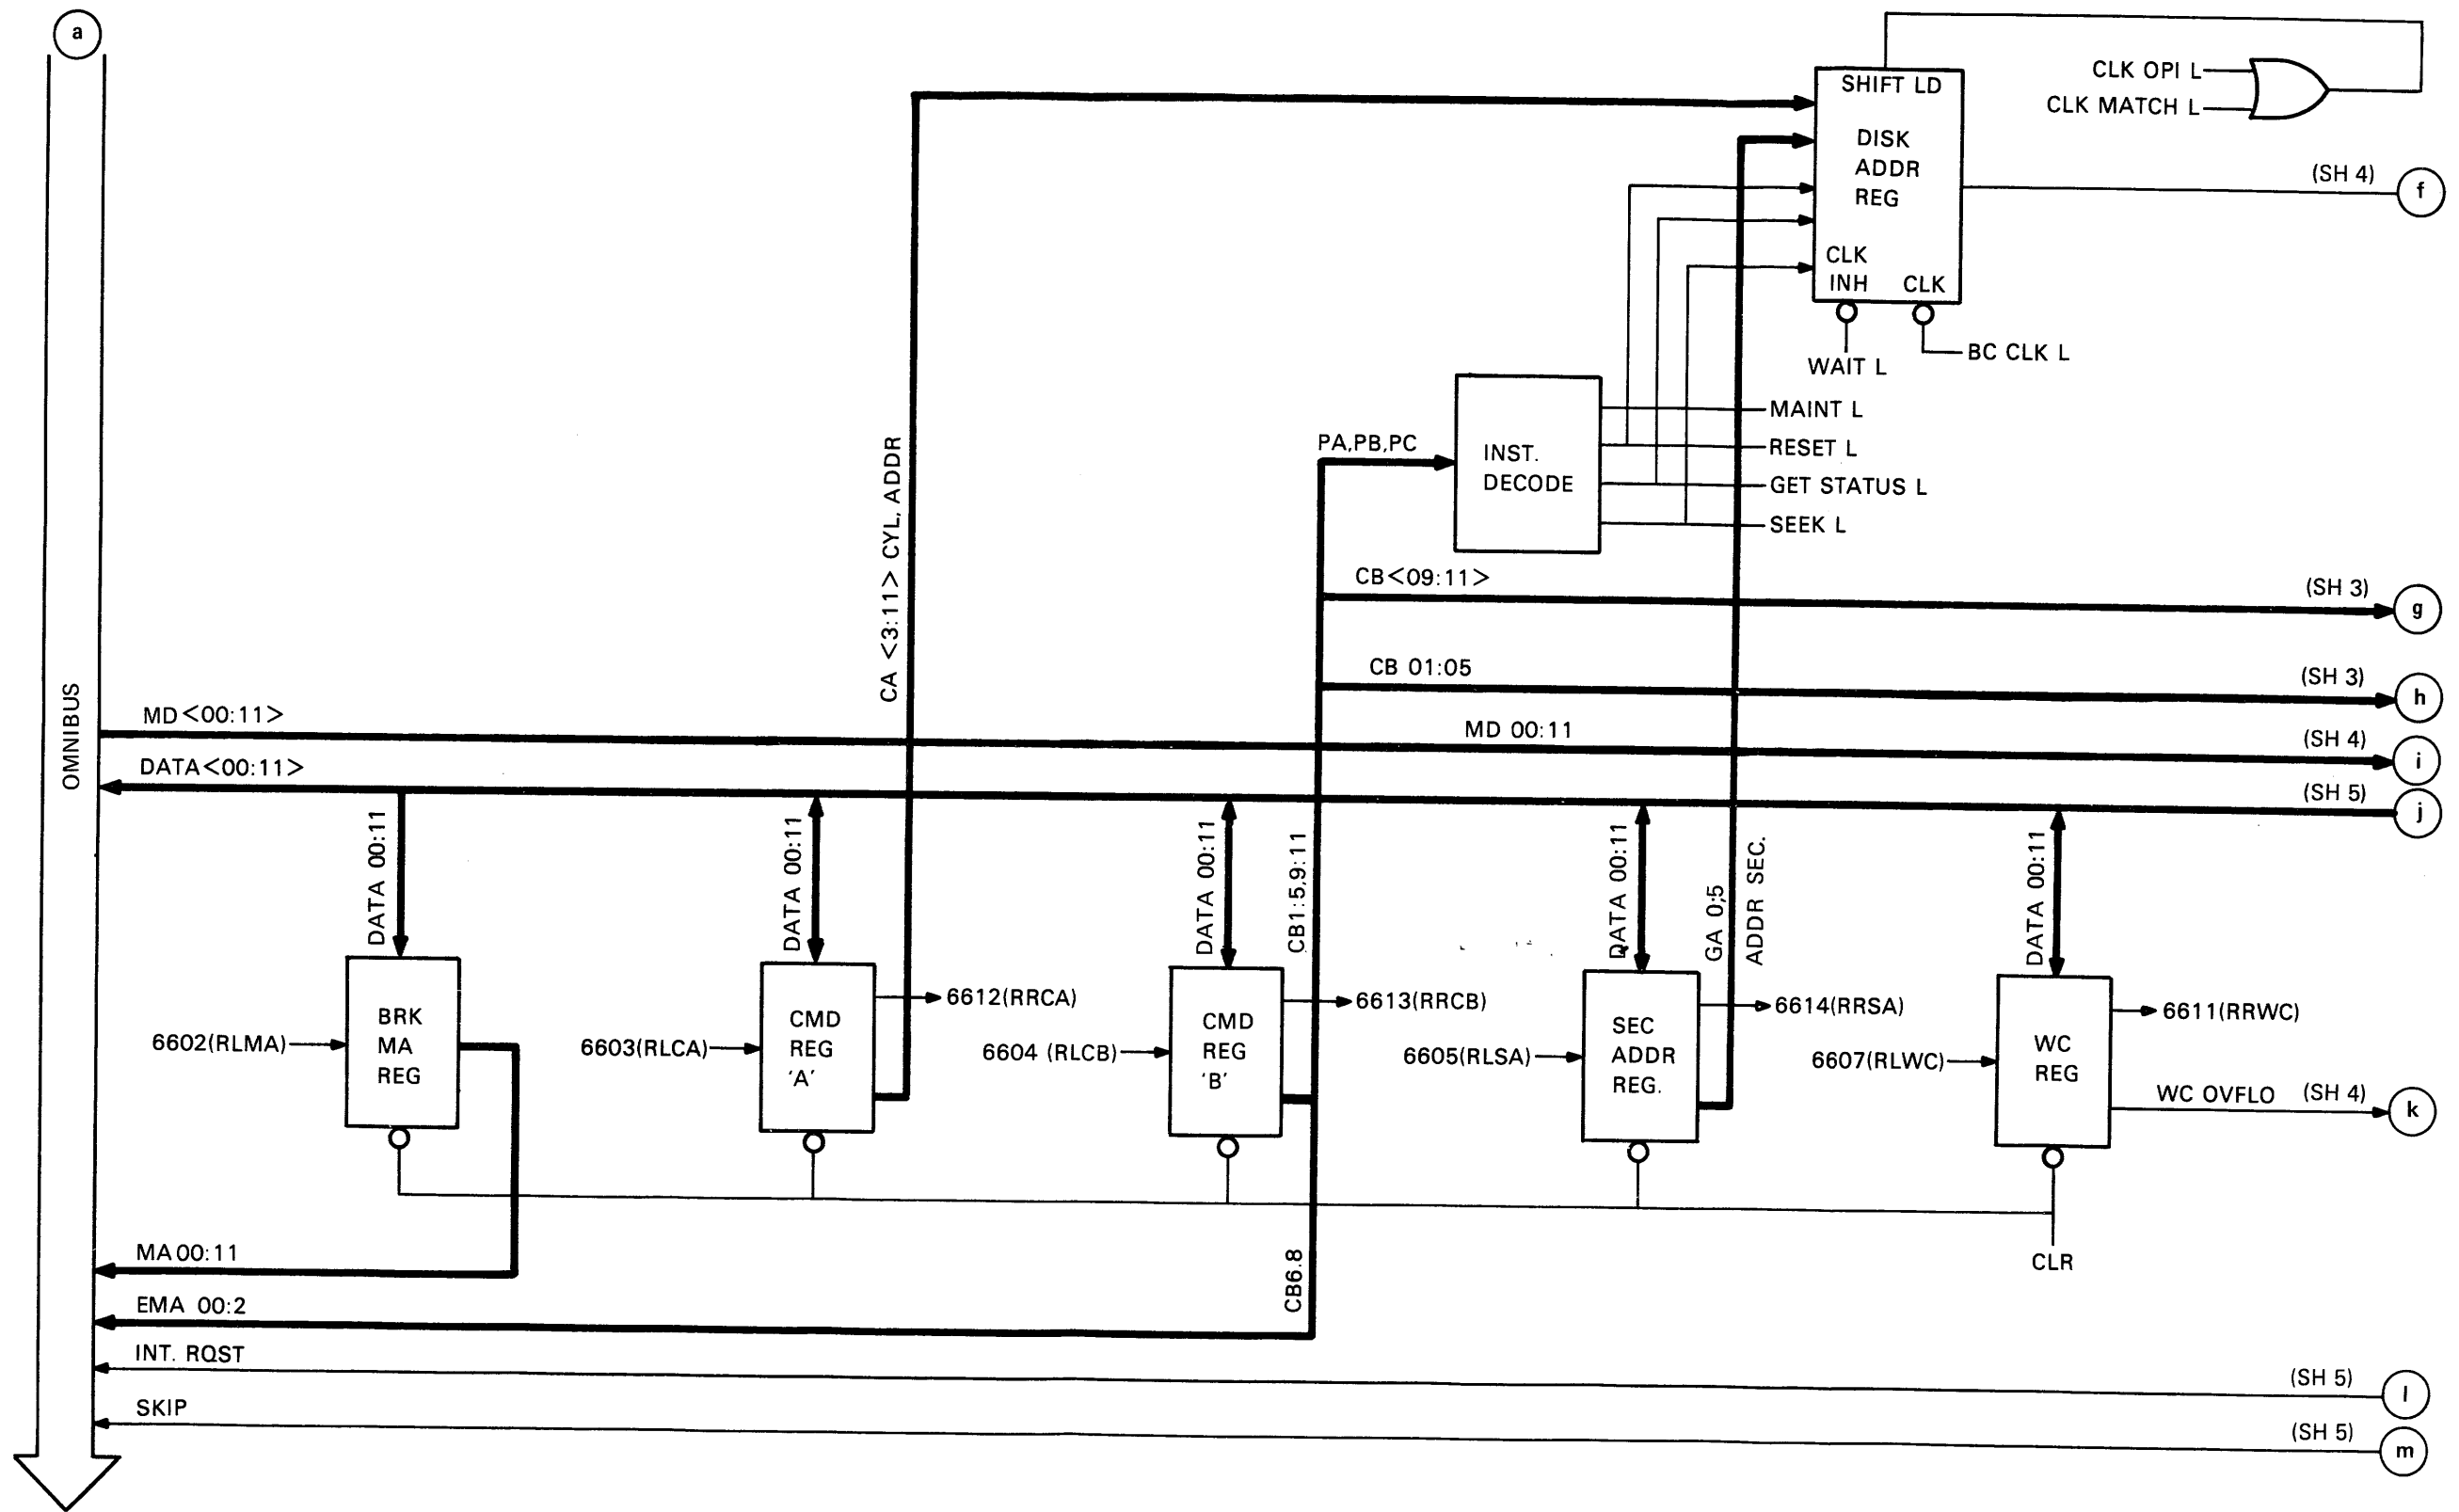 a
SHIFT LD
CLK OPI L
CLK MATCH L
DISK
ADDR
REG
(SH 4)
f
CLK
INH CLK
WAIT L
BC CLK L
MAINT L
PA,PB,PC
RESET L
INST.
DECODE
GET STATUS L
SEEK L
CA <3:11> CYL, ADDR
CB<09:11>
(SH 3)
g
CB 01:05
(SH 3)
h
OMNIBUS
MD<00:11>
MD 00:11
(SH 4)
i
DATA<00:11>
(SH 5)
j
DATA 00:11
DATA 00:11
DATA 00:11
CB1:5,9:11
DATA 00:11
GA 0;5
ADDR SEC.
DATA 00:11
6602(RLMA)
BRK
MA
REG
6603(RLCA)
CMD
REG
'A'
6612(RRCA)
6604 (RLCB)
CMD
REG
'B'
6613(RRCB)
6605(RLSA)
SEC
ADDR
REG.
6614(RRSA)
6607(RLWC)
WC
REG
6611(RRWC)
WC OVFLO (SH 4)
k
CLR
MA 00:11
CB6.8
EMA 00:2
INT. RQST
(SH 5)
l
SKIP
(SH 5)
m